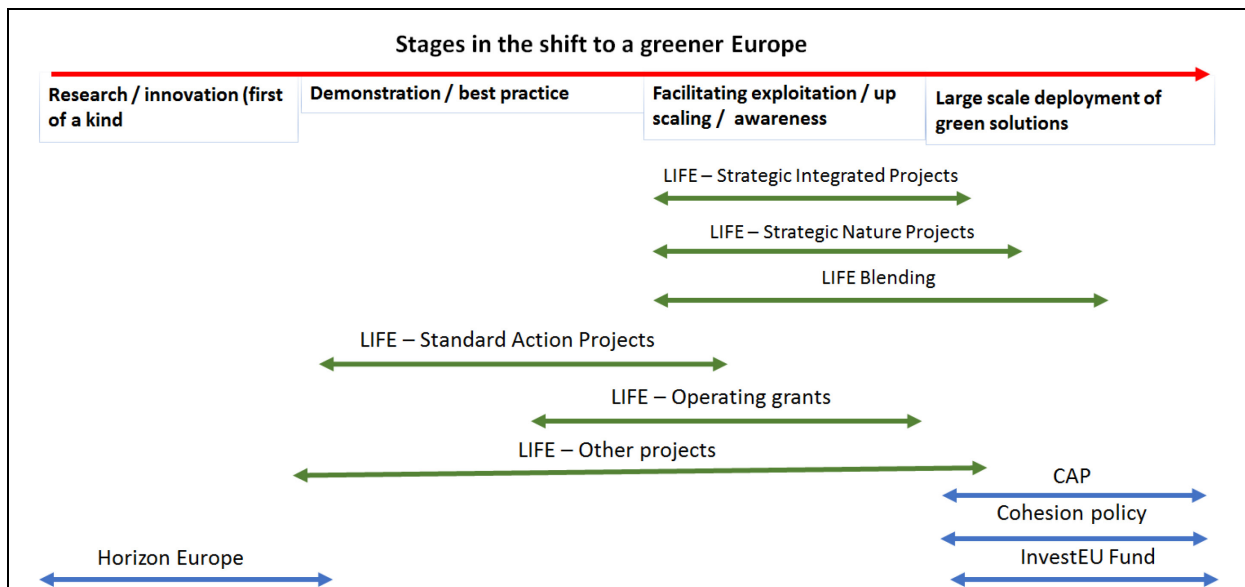 Stages in the shift to a greener Europe
Research / innovation (first
of a kind
Demonstration / best practice
Facilitating exploitation / up
scaling /  awareness
Large scale deployment of
green solutions
LIFE – Strategic Integrated Projects
LIFE – Strategic Nature Projects
LIFE Blending
LIFE – Standard Action Projects
LIFE – Operating grants
LIFE – Other projects
CAP
Cohesion policy
Horizon Europe
InvestEU Fund